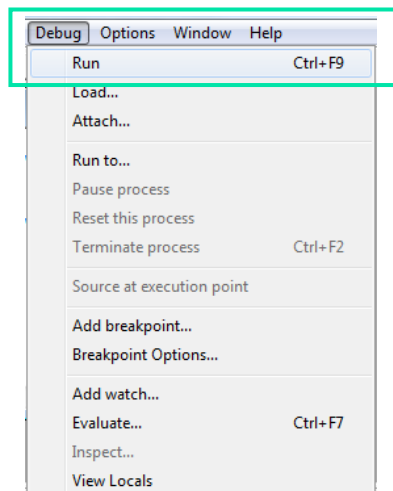 Debug Options Window Help
Run Ctrl+F9
Load...
Attach...
Run to...
Pause process
Reset this process
Terminate process Ctrl+F2
Source at execution point
Add breakpoint...
Breakpoint Options...
Add watch...
Evaluate... Ctrl+F7
Inspect...
View Locals